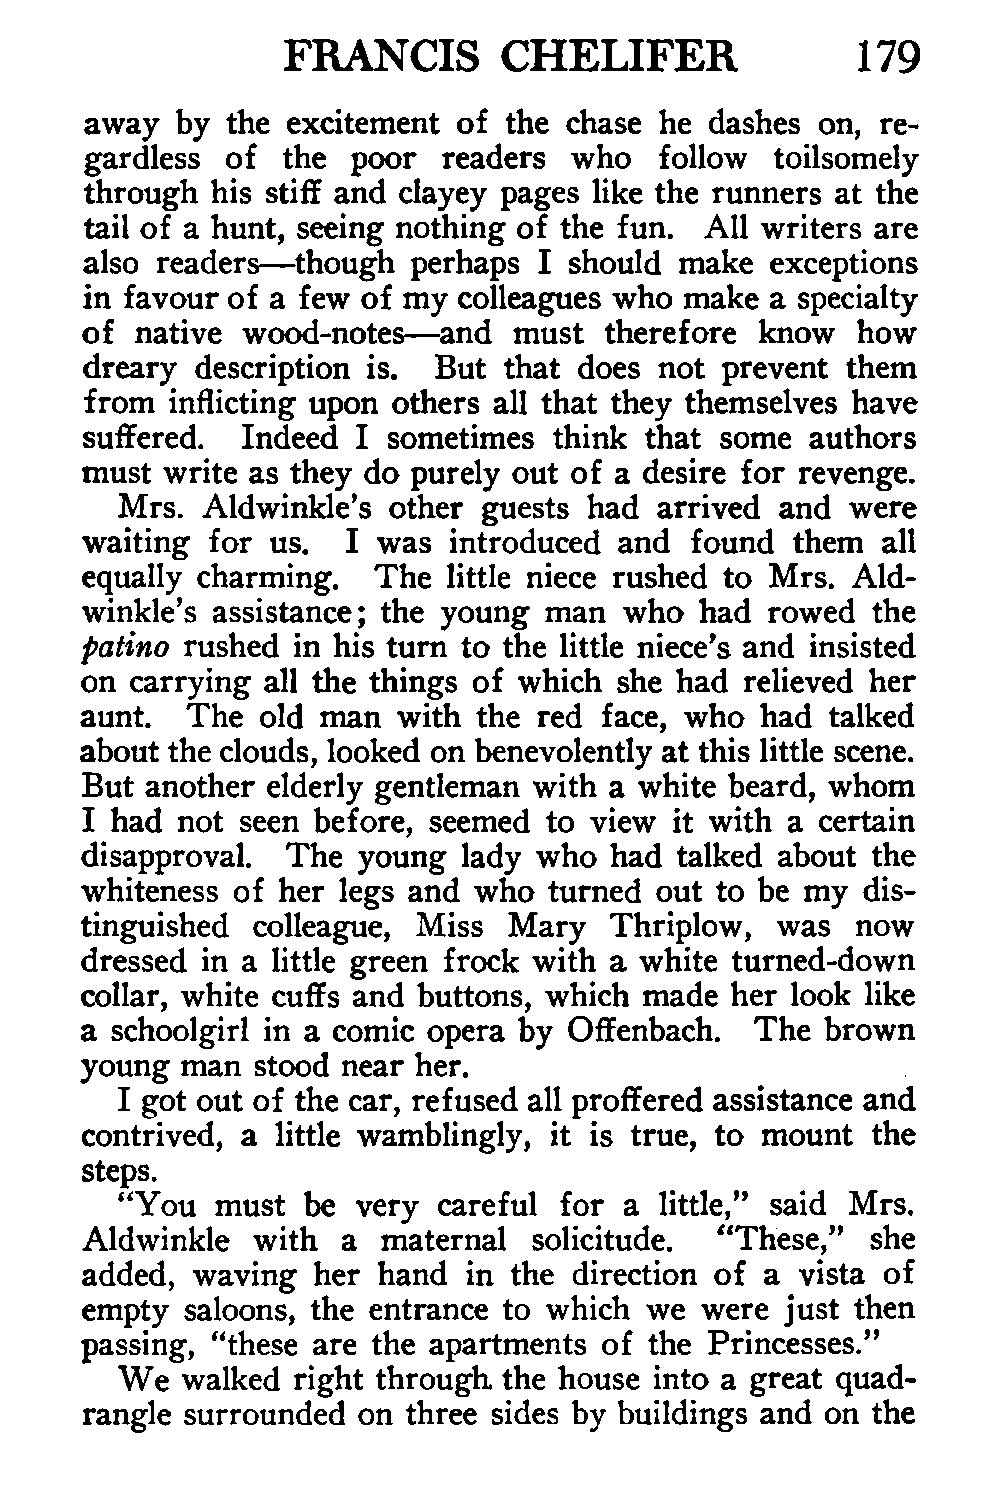 FRANCIS CHELIFER 179
away by the excitement of the chase he dashes on, re-
gardless of the poor readers who follow toilsomely
through his stiff and clayey pages like the runners at the
tail of a hunt, seeing nothing of the fun. All writers are
also readers—though perhaps I should make exceptions
in favour of a few of my colleagues who make a specialty
of native wood-notes—and must therefore know how
dreary description is. But that does not prevent them
from inflicting upon others all that they themselves have
suffered. Indeed I sometimes think that some authors
must write as they do purely out of a desire for revenge.
Mrs. Aldwinkle's other guests had arrived and were
waiting for us. I was introduced and found them all
equally charming. The little niece rushed to Mrs. Ald-
winkle's assistance; the young man who had rowed the
patino rushed in his turn to the little niece's and insisted
on carrying all the things of which she had relieved her
aunt. The old man with the red face, who had talked
about the clouds, looked on benevolently at this little scene.
But another elderly gentleman with a white beard, whom
I had not seen before, seemed to view it with a certain
disapproval. The young lady who had talked about the
whiteness of her legs and who turned out to be my dis-
tinguished colleague, Miss Mary Thriplow, was now
dressed in a little green frock with a white turned-down
collar, white cuffs and buttons, which made her look like
a schoolgirl in a comic opera by Offenbach. The brown
young man stood near her.
I got out of the car, refused all proffered assistance and
contrived, a little wamblingly, it is true, to mount the
steps.
“You must be very careful for a little,” said Mrs.
Aldwinkle with a maternal solicitude. “These,” she
added, waving her hand in the direction of a vista of
empty saloons, the entrance to which we were just then
passing, “these are the apartments of the Princesses.”
We walked right through the house into a great quad-
rangle surrounded on three sides by buildings and on the